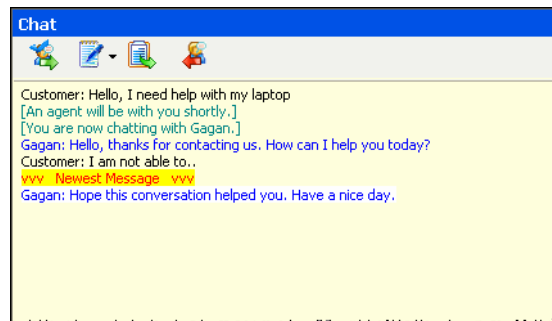 Chat
Customer: Hello, I need help with my laptop
[An agent will be with you shortly.]
[You are now chatting with Gagan.]
Gagan: Hello, thanks for contacting us. How can I help you today?
Customer: I am not able to..
vvv Newest Message vvv
Gagan: Hope this conversation helped you. Have a nice day.